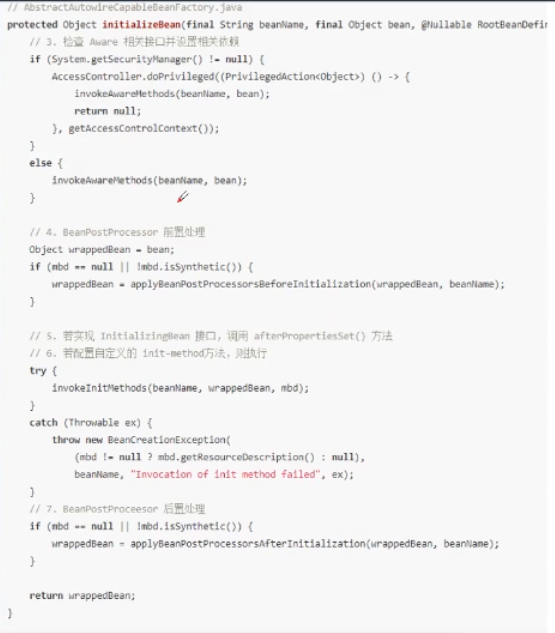 // AbstractAutowireCapableBeanFactory.java
protected Object initializeBean(final String beanName, final Object bean, @Nullable RootBeanDefin
// 3. 检查 Aware 相关接口并设置相关依赖
if (System.getSecurityManager() != null) {
AccessController.doPrivileged((PrivilegedAction<Object>) () -> {
invokeAwareMethods(beanName, bean);
return null;
}, getAccessControlContext());
}
else {
invokeAwareMethods(beanName, bean);
}
// 4. BeanPostProcessor 前置处理
Object wrappedBean = bean;
if (mbd == null || !mbd.isSynthetic()) {
wrappedBean = applyBeanPostProcessorsBeforeInitialization(wrappedBean, beanName);
}
// 5. 若实现 InitializingBean 接口，调用 afterPropertiesSet() 方法
// 6. 若配置自定义的 init-method方法，则执行
try {
invokeInitMethods(beanName, wrappedBean, mbd);
}
catch (Throwable ex) {
throw new BeanCreationException(
(mbd != null ? mbd.getResourceDescription() : null),
beanName, "Invocation of init method failed", ex);
}
// 7. BeanPostProceesor 后置处理
if (mbd == null || !mbd.isSynthetic()) {
wrappedBean = applyBeanPostProcessorsAfterInitialization(wrappedBean, beanName);
}
return wrappedBean;
}